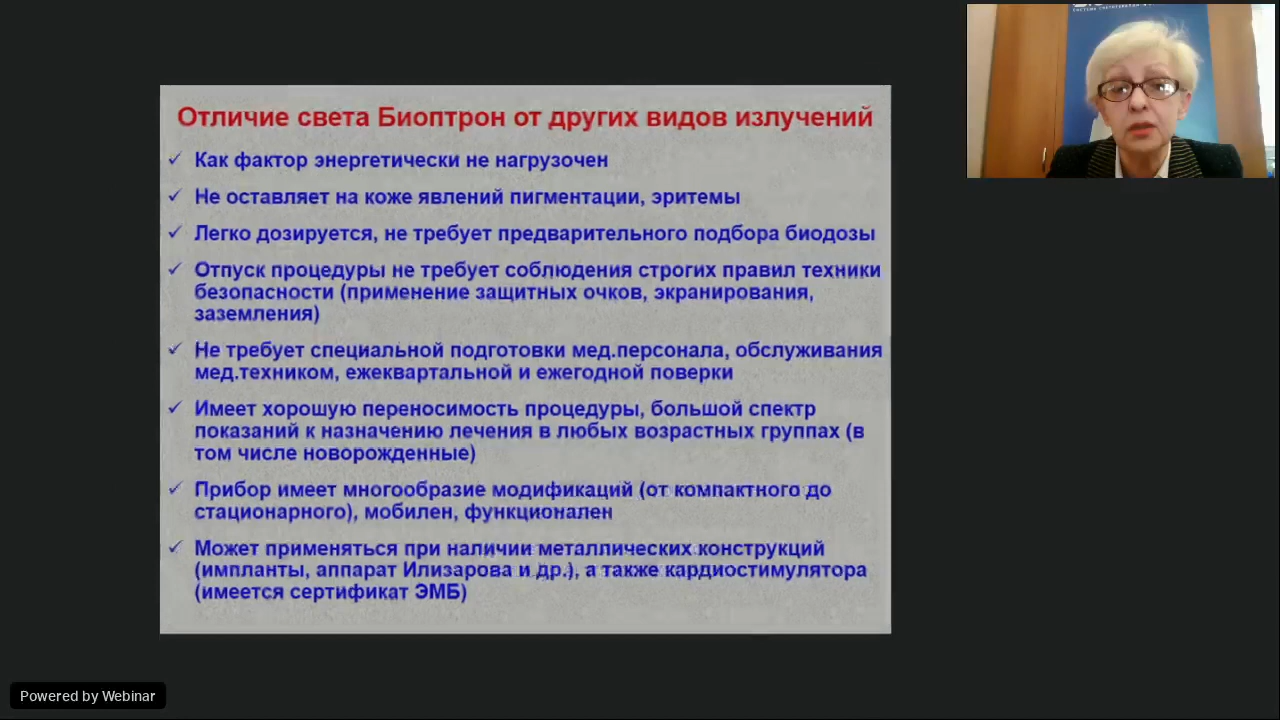 Отличие света Биоптрон от других видов излучений
✓ Как фактор энергетически не нагрузочен
✓ Не оставляет на коже явлений пигментации, эритемы
✓ Легко дозируется, не требует предварительного подбора биодозы
✓ Отпуск процедуры не требует соблюдения строгих правил техники
безопасности (применение защитных очков, экранирования,
заземления)
✓ Не требует специальной подготовки мед.персонала, обслуживания
мед.техником, ежеквартальной и ежегодной поверки
✓ Имеет хорошую переносимость процедуры, большой спектр
показаний к назначению лечения в любых возрастных группах (в
том числе новорожденные)
✓ Прибор имеет многообразие модификаций (от компактного до
стационарного), мобилен, функционален
✓ Может применяться при наличии металлических конструкций
(импланты, аппарат Илизарова и др.), а также кардиостимулятора
(имеется сертификат ЭМБ)
Powered by Webinar